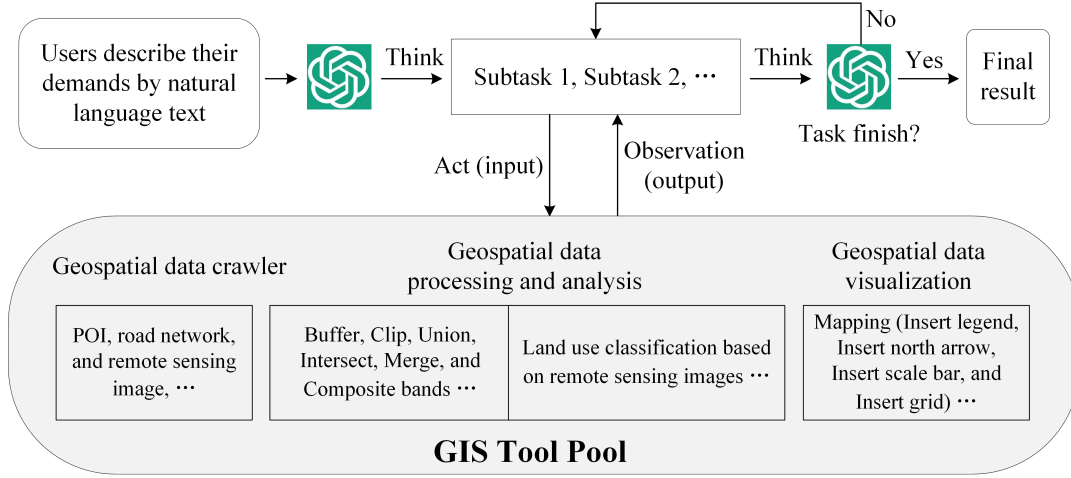 Users describe their
demands by natural
language text
Think
Subtask 1, Subtask 2, ···
Think
No
Yes
Task finish?
Final
result
Act (input)
Observation
(output)
Geospatial data crawler
POI, road network,
and remote sensing
image, ···
Geospatial data
processing and analysis
Buffer, Clip, Union,
Intersect, Merge, and
Composite bands ···
Land use classification based
on remote sensing images ···
Geospatial data
visualization
Mapping (Insert legend,
Insert north arrow,
Insert scale bar, and
Insert grid) ···
GIS Tool Pool